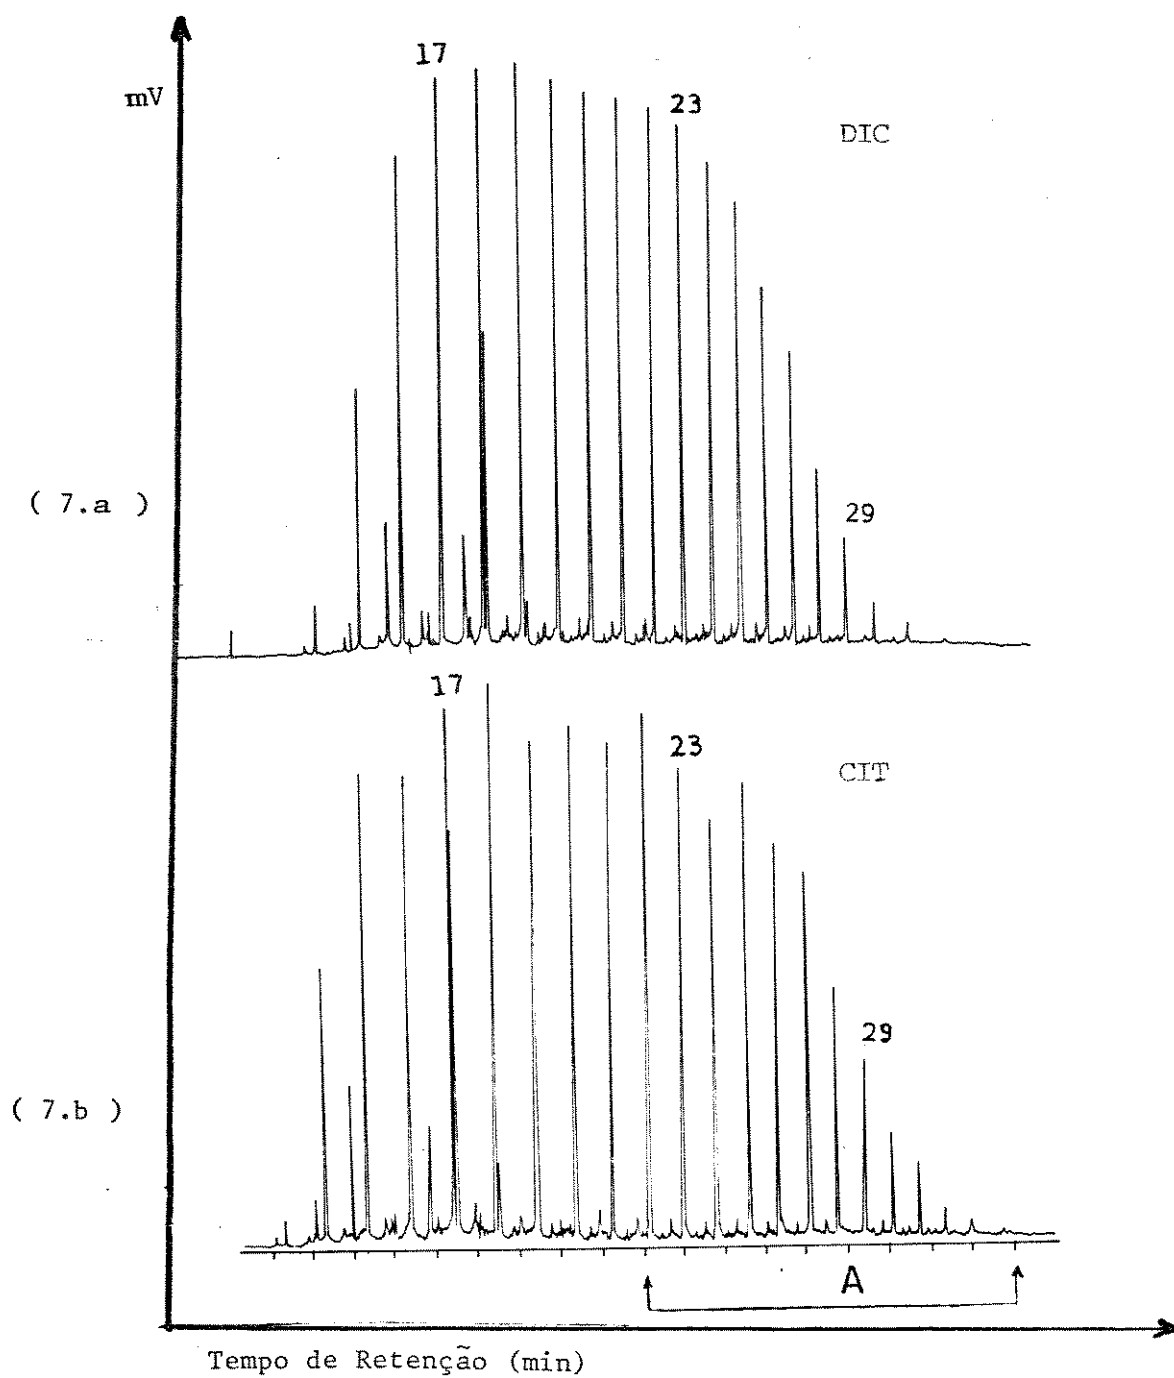 17
mV
23
DIC
( 7.a )
29
17
23
CIT
29
( 7.b )
A
Tempo de Retenção (min)